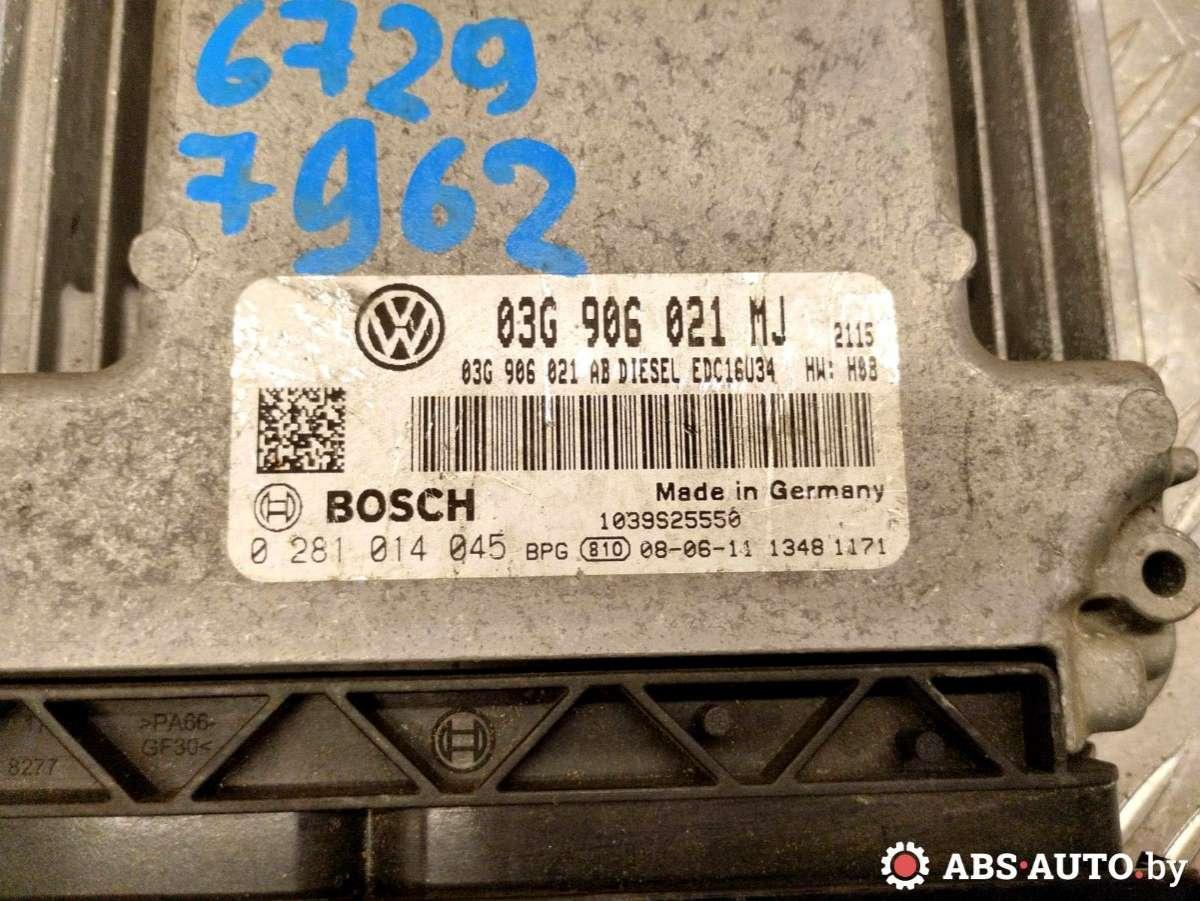 6729
7962
03G 906 021 MJ 2115
03G 906 021 AB DIESEL EDC16U34 HW: H03
BOSCH Made in Germany
1039S25550
0 281 014 045 BPG 810 08-06-11 1348 1171
>PA66-
GF30<
8277
ABS-AUTO.by